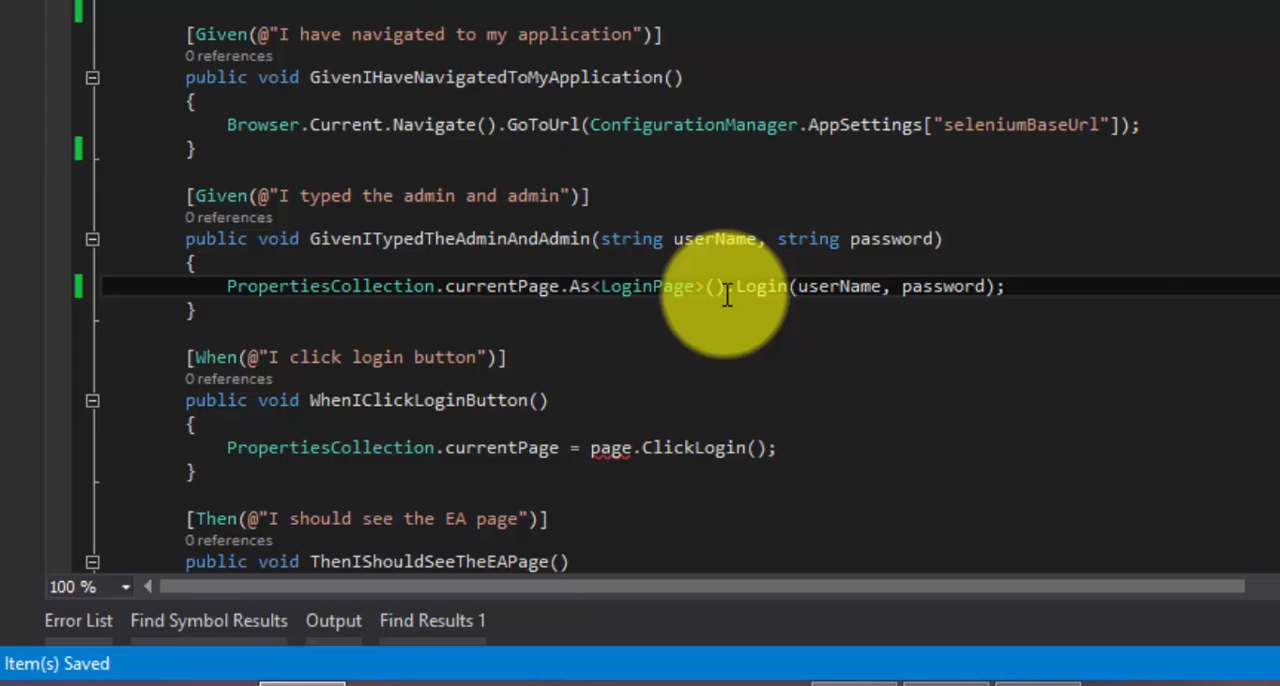 [Given(@"I have navigated to my application")]
0 references
public void GivenIHaveNavigatedToMyApplication()
{
Browser.Current.Navigate().GoToUrl(ConfigurationManager.AppSettings["seleniumBaseUrl"]);
}
[Given(@"I typed the admin and admin")]
0 references
public void GivenITypedTheAdminAndAdmin(string userName, string password)
{
PropertiesCollection.currentPage.As<LoginPage>().Login(userName, password);
}
[When(@"I click login button")]
0 references
public void WhenIClickLoginButton()
{
PropertiesCollection.currentPage = page.ClickLogin();
}
[Then(@"I should see the EA page")]
0 references
public void ThenIShouldSeeTheEAPage()
100 %
Error List Find Symbol Results Output Find Results 1
Item(s) Saved